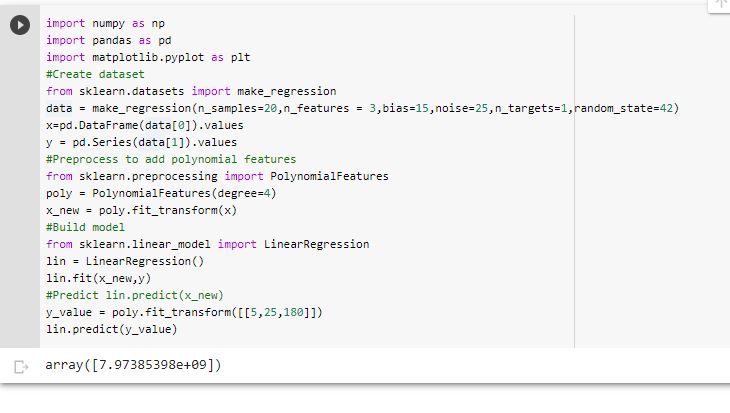 import numpy as np
import pandas as pd
import matplotlib.pyplot as plt
#Create dataset
from sklearn.datasets import make_regression
data = make_regression(n_samples=20,n_features = 3,bias=15,noise=25,n_targets=1,random_state=42)
x=pd.DataFrame(data[0]).values
y = pd.Series(data[1]).values
#Preprocess to add polynomial features
from sklearn.preprocessing import PolynomialFeatures
poly = PolynomialFeatures(degree=4)
x_new = poly.fit_transform(x)
#Build model
from sklearn.linear_model import LinearRegression
lin = LinearRegression()
lin.fit(x_new,y)
#Predict lin.predict(x_new)
y_value = poly.fit_transform([[5,25,180]])
lin.predict(y_value)
array([7.97385398e+09])